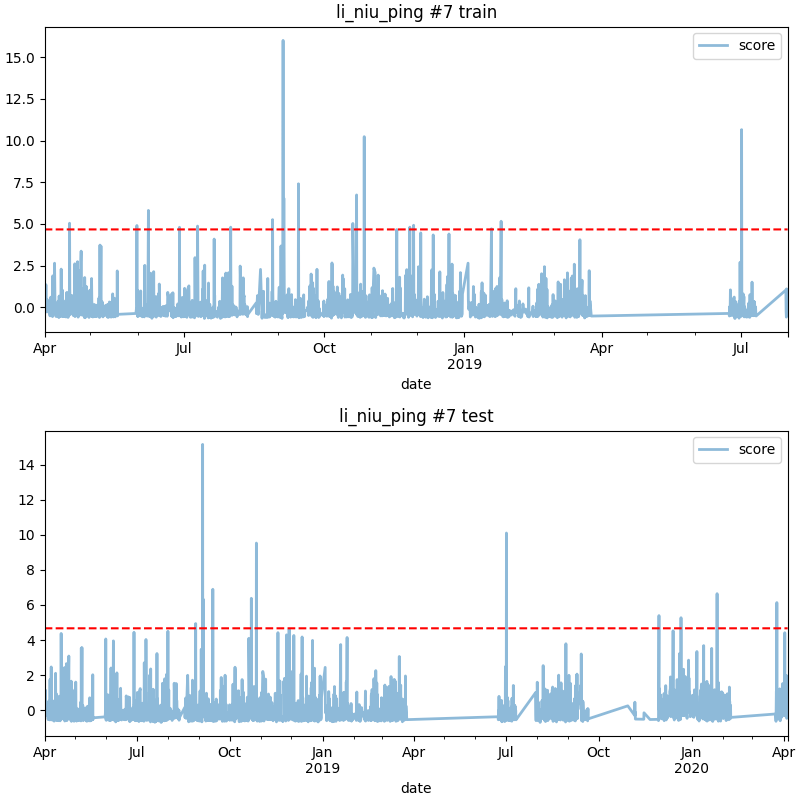 li_niu_ping #7 train
score
15.0
12.5
10.0
7.5
5.0
2.5
0.0
Apr Jul Oct Jan Apr Jul
2019
date
li_niu_ping #7 test
score
14
12
10
8
6
4
2
0
Apr Jul Oct Jan Apr Jul Oct Jan Apr
2019 2020
date